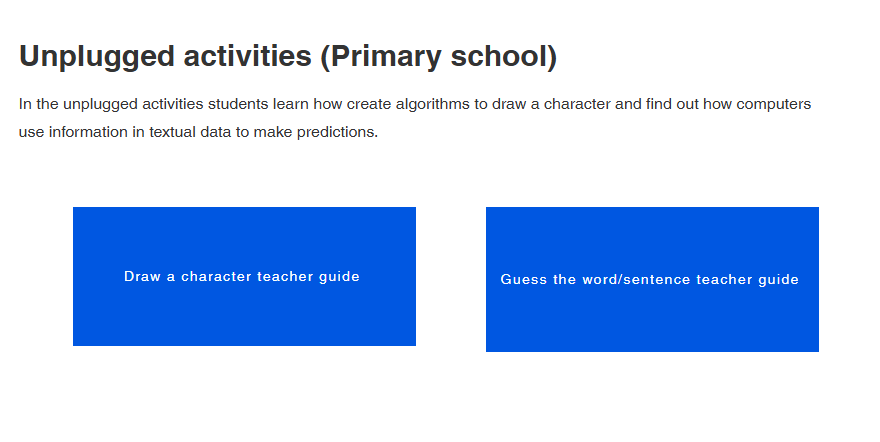 Unplugged activities (Primary school)
In the unplugged activities students learn how create algorithms to draw a character and find out how computers
use information in textual data to make predictions.
Draw a character teacher guide
Guess the word/sentence teacher guide